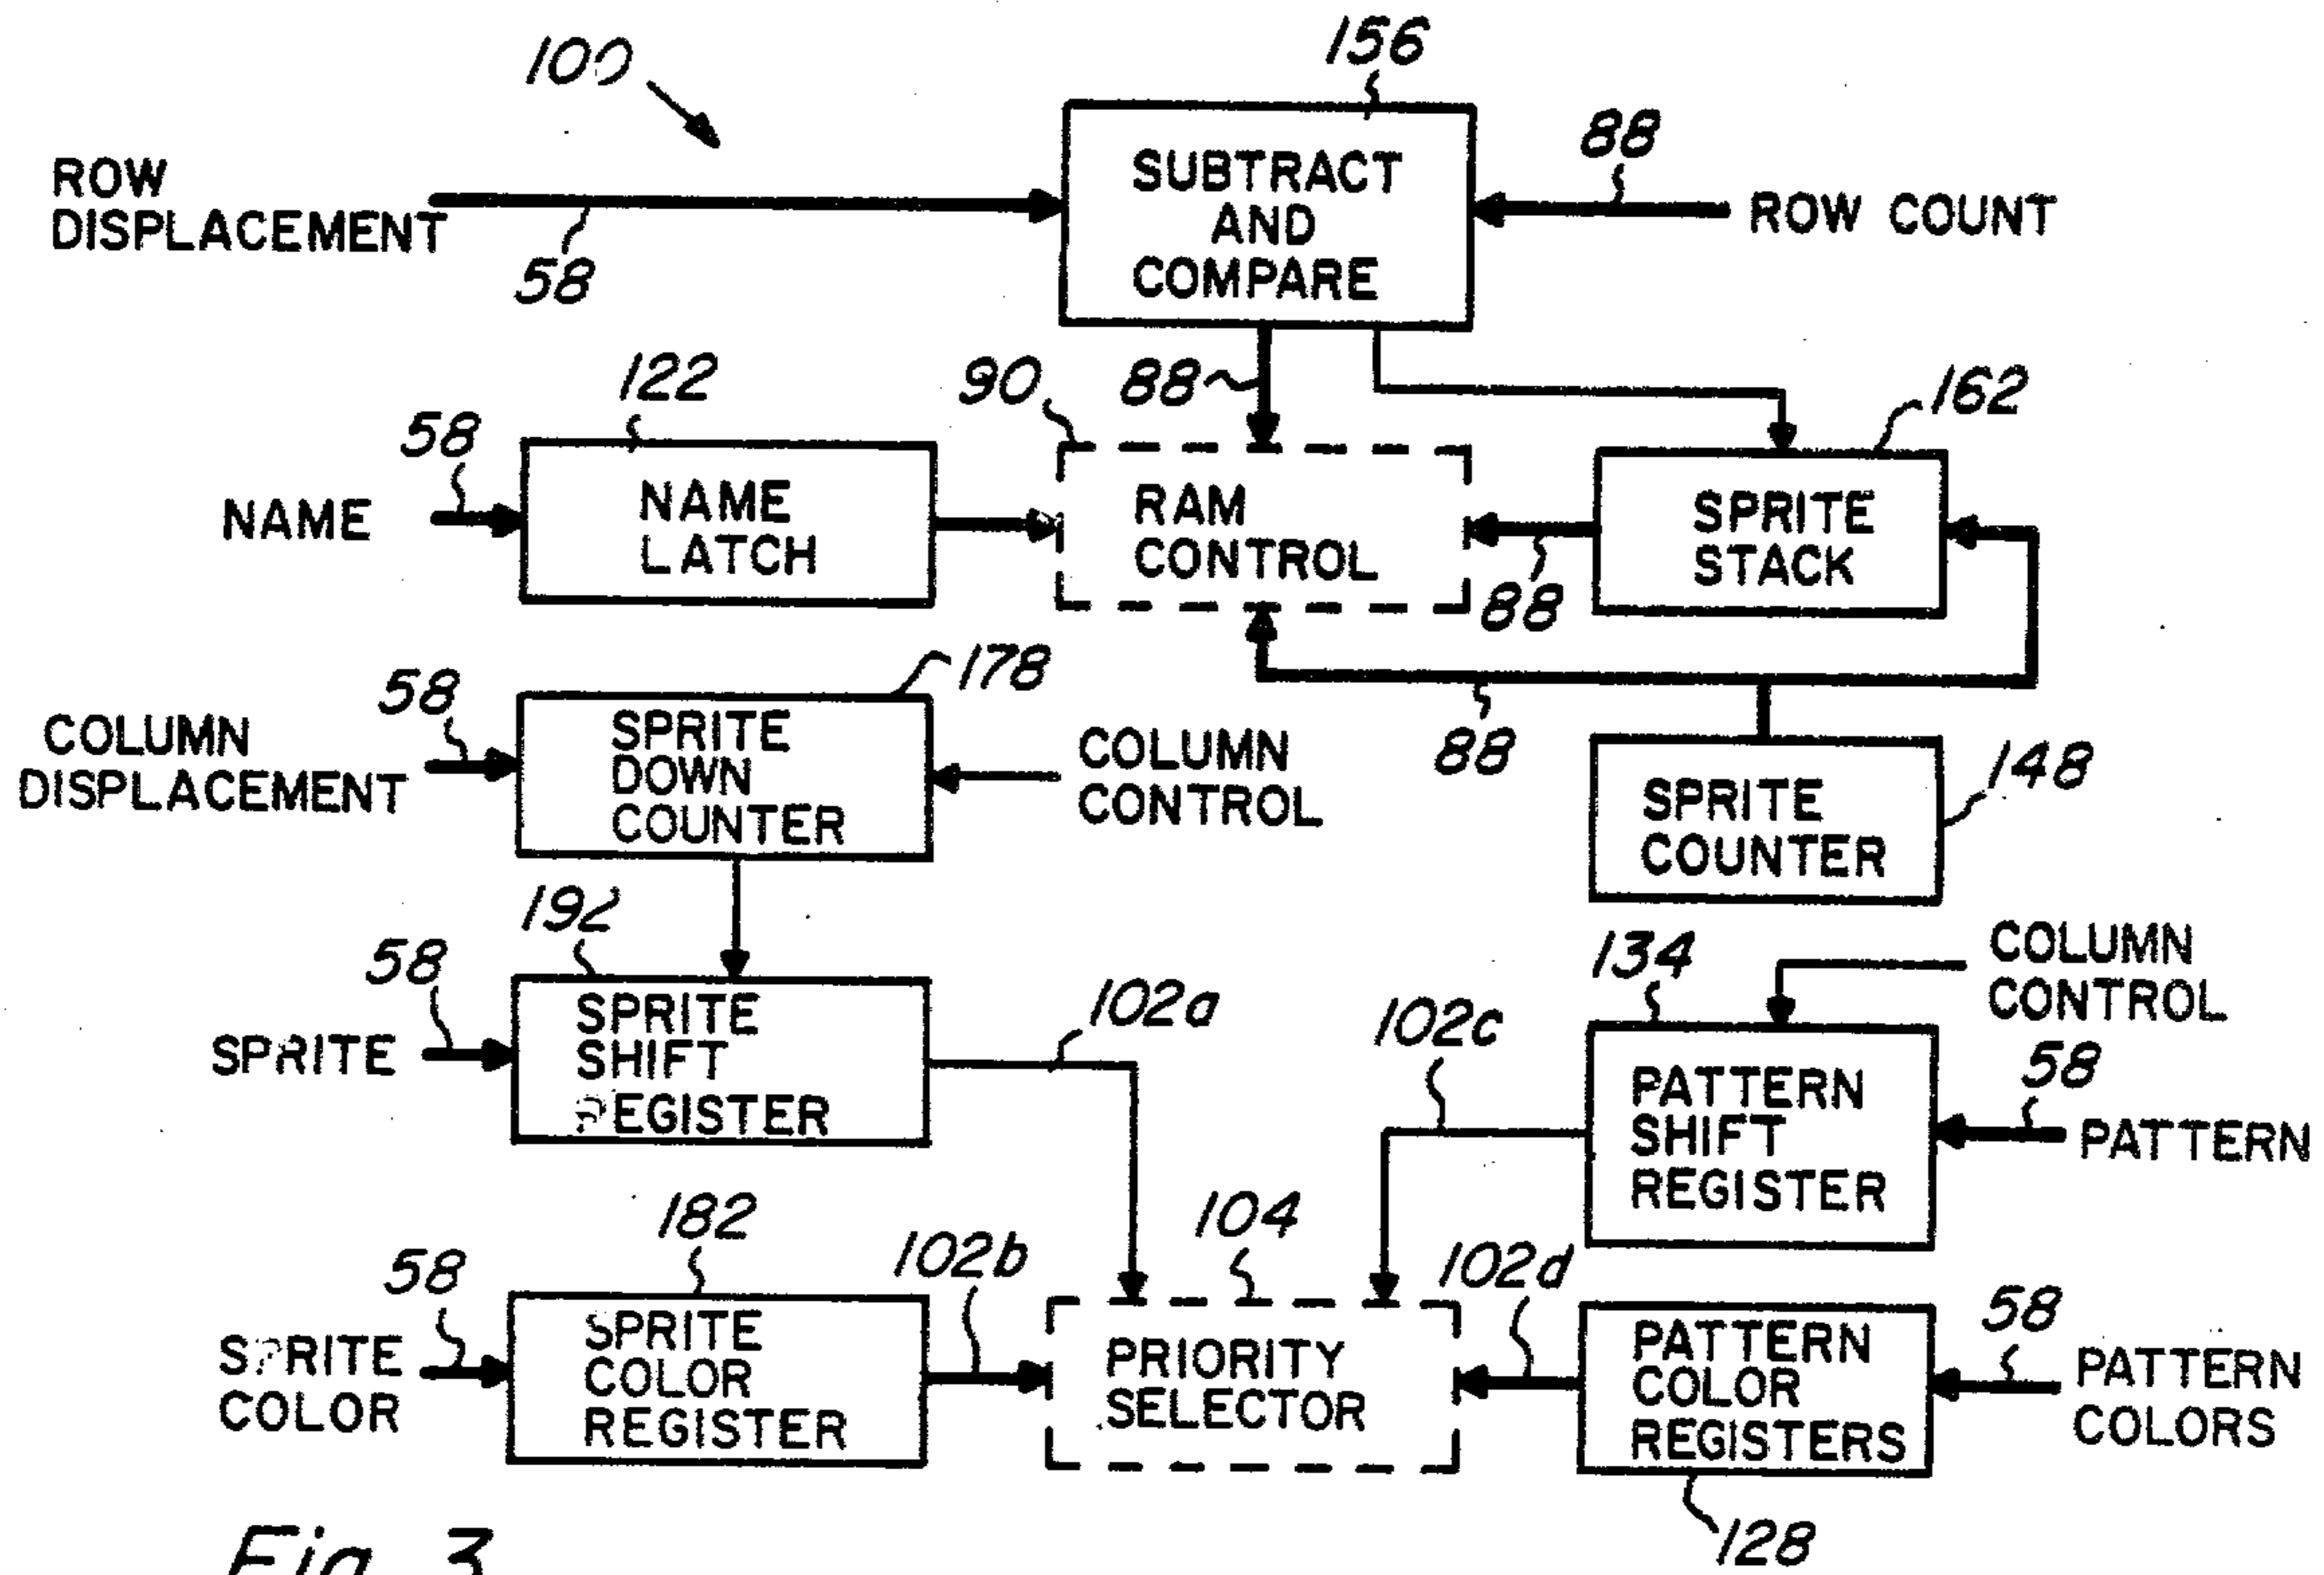 100
156
ROW
DISPLACEMENT
58
SUBTRACT
AND
COMPARE
88
ROW COUNT
122
90
88
162
58
NAME
NAME
LATCH
RAM
CONTROL
88
SPRITE
STACK
178
58
COLUMN
DISPLACEMENT
SPRITE
DOWN
COUNTER
COLUMN
CONTROL
88
SPRITE
COUNTER
148
192
58
SPRITE
SPRITE
SHIFT
REGISTER
102a
102c
134
COLUMN
CONTROL
PATTERN
SHIFT
REGISTER
58
PATTERN
182
58
SPRITE
COLOR
SPRITE
COLOR
REGISTER
102b
104
PRIORITY
SELECTOR
102d
PATTERN
COLOR
REGISTERS
58
PATTERN
COLORS
128
Fig. 3